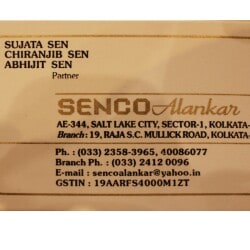 SUJATA SEN
CHIRANJIB SEN
ABHIJIT SEN
Partner
SENCO Alankar
AE-344, SALT LAKE CITY, SECTOR-1, KOLKATA-
Branch : 19, RAJA S.C. MULLICK ROAD, KOLKATA-
Ph. : (033) 2358-3965, 40086077
Branch Ph. : (033) 2412 0096
E-mail : sencoalankar@yahoo.in
GSTIN : 19AARFS4000M1ZT